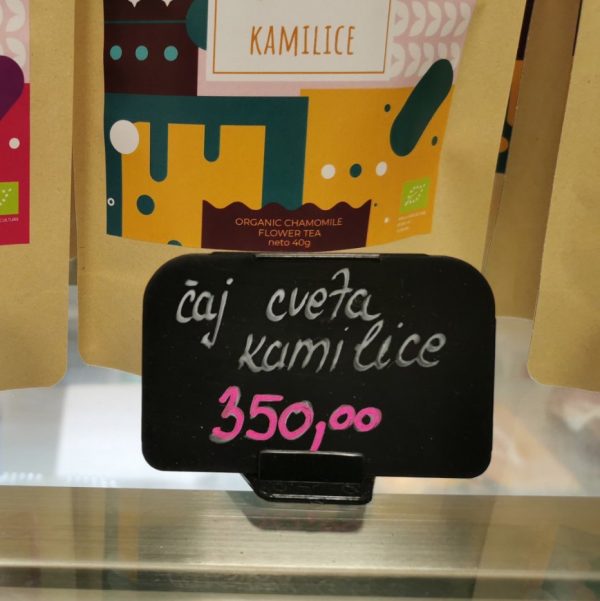 KAMILICE
ORGANIC CHAMOMILE
FLOWER TEA
neto 40g
čaj cveta
kamilice
350,00